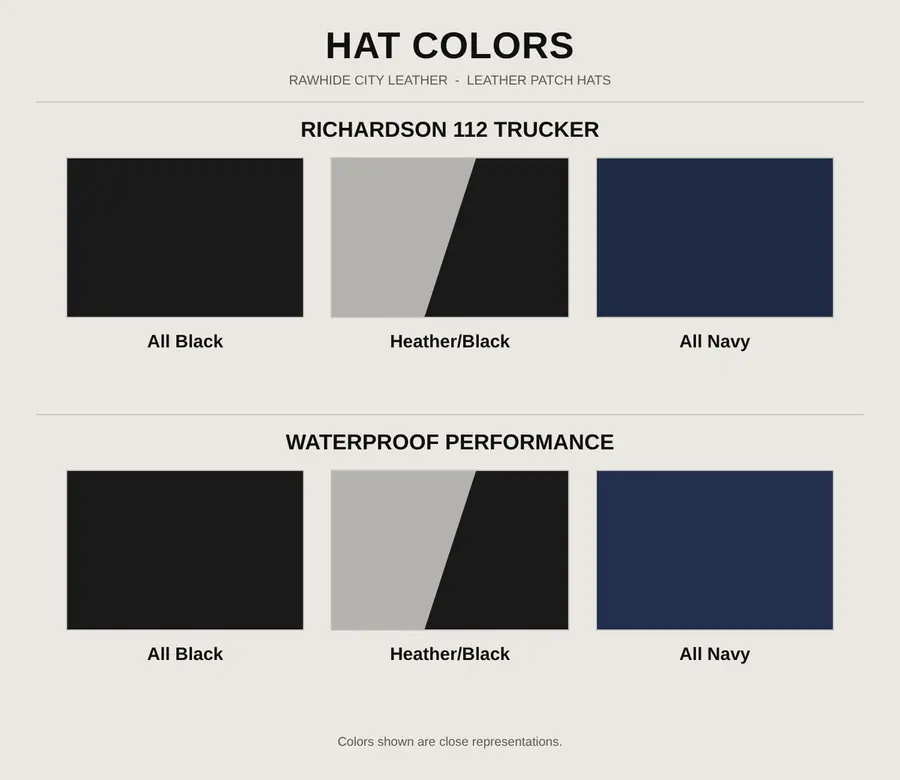 HAT COLORS
RAWHIDE CITY LEATHER - LEATHER PATCH HATS
RICHARDSON 112 TRUCKER
All Black
Heather/Black
All Navy
WATERPROOF PERFORMANCE
All Black
Heather/Black
All Navy
Colors shown are close representations.